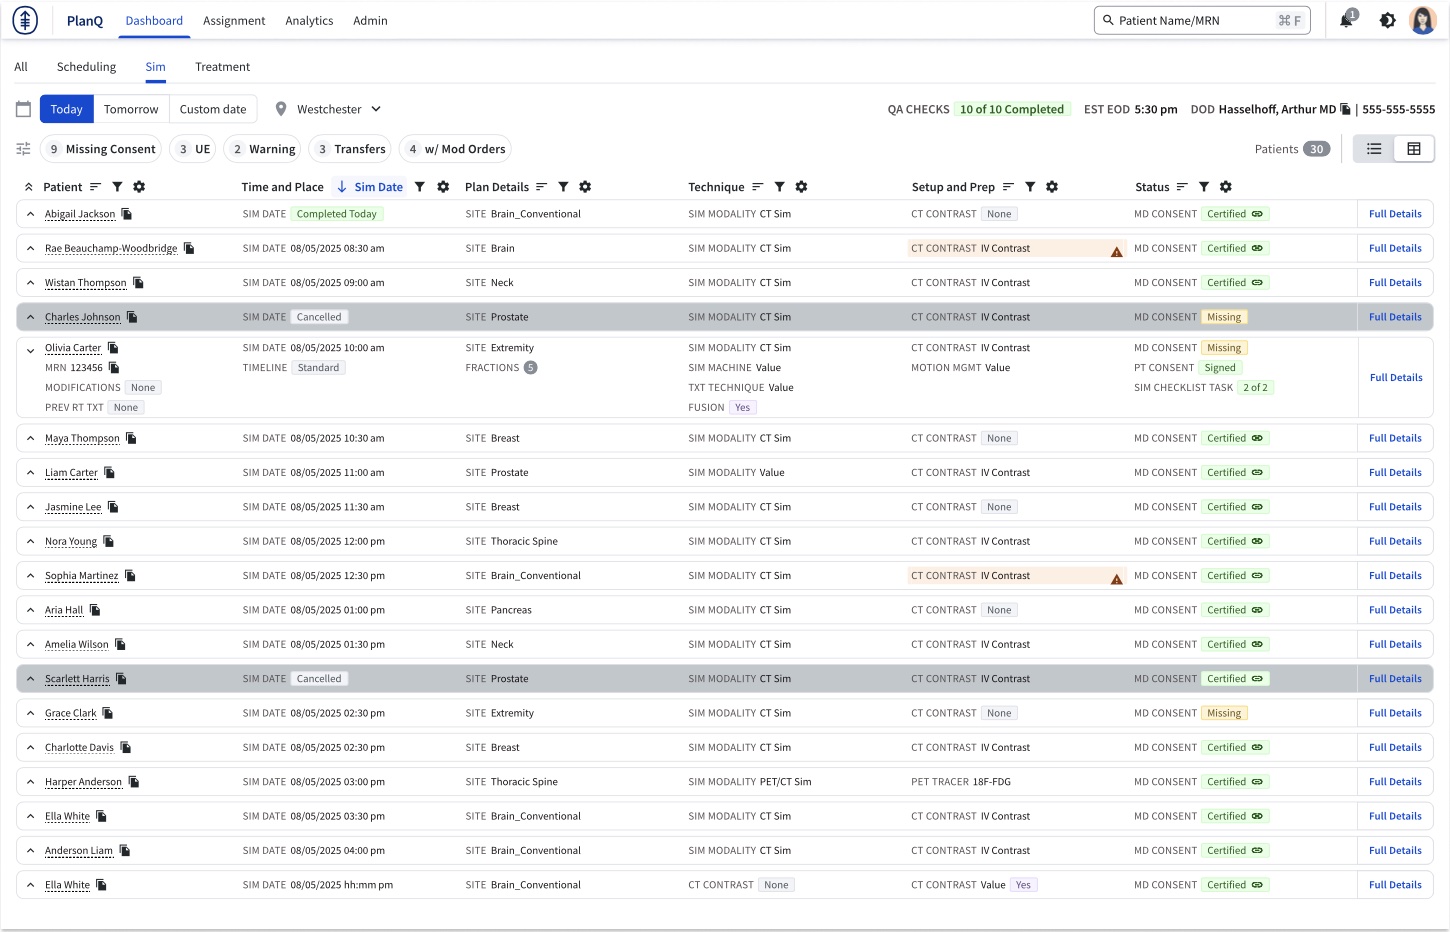 PlanQ Dashboard Assignment Analytics Admin Patient Name/MRN ⌘ F 1
All Scheduling Sim Treatment
Today Tomorrow Custom date Westchester QA CHECKS 10 of 10 Completed EST EOD 5:30 pm DOD Hasselhoff, Arthur MD | 555-555-5555
9 Missing Consent 3 UE 2 Warning 3 Transfers 4 w/ Mod Orders Patients 30
Patient Time and Place Sim Date Plan Details Technique Setup and Prep Status
Abigail Jackson SIM DATE Completed Today SITE Brain_Conventional SIM MODALITY CT Sim CT CONTRAST None MD CONSENT Certified Full Details
Rae Beauchamp-Woodbridge SIM DATE 08/05/2025 08:30 am SITE Brain SIM MODALITY CT Sim CT CONTRAST IV Contrast MD CONSENT Certified Full Details
Wistan Thompson SIM DATE 08/05/2025 09:00 am SITE Neck SIM MODALITY CT Sim CT CONTRAST IV Contrast MD CONSENT Certified Full Details
Charles Johnson SIM DATE Cancelled SITE Prostate SIM MODALITY CT Sim CT CONTRAST IV Contrast MD CONSENT Missing Full Details
Olivia Carter SIM DATE 08/05/2025 10:00 am SITE Extremity SIM MODALITY CT Sim CT CONTRAST IV Contrast MD CONSENT Missing
MRN 123456 TIMELINE Standard FRACTIONS 5 SIM MACHINE Value MOTION MGMT Value PT CONSENT Signed
Full Details
MODIFICATIONS None TXT TECHNIQUE Value SIM CHECKLIST TASK 2 of 2
PREV RT TXT None FUSION Yes
Maya Thompson SIM DATE 08/05/2025 10:30 am SITE Breast SIM MODALITY CT Sim CT CONTRAST None MD CONSENT Certified Full Details
Liam Carter SIM DATE 08/05/2025 11:00 am SITE Prostate SIM MODALITY Value CT CONTRAST IV Contrast MD CONSENT Certified Full Details
Jasmine Lee SIM DATE 08/05/2025 11:30 am SITE Breast SIM MODALITY CT Sim CT CONTRAST None MD CONSENT Certified Full Details
Nora Young SIM DATE 08/05/2025 12:00 pm SITE Thoracic Spine SIM MODALITY CT Sim CT CONTRAST IV Contrast MD CONSENT Certified Full Details
Sophia Martinez SIM DATE 08/05/2025 12:30 pm SITE Brain_Conventional SIM MODALITY CT Sim CT CONTRAST IV Contrast MD CONSENT Certified Full Details
Aria Hall SIM DATE 08/05/2025 01:00 pm SITE Pancreas SIM MODALITY CT Sim CT CONTRAST None MD CONSENT Certified Full Details
Amelia Wilson SIM DATE 08/05/2025 01:30 pm SITE Neck SIM MODALITY CT Sim CT CONTRAST IV Contrast MD CONSENT Certified Full Details
Scarlett Harris SIM DATE Cancelled SITE Prostate SIM MODALITY CT Sim CT CONTRAST IV Contrast MD CONSENT Certified Full Details
Grace Clark SIM DATE 08/05/2025 02:30 pm SITE Extremity SIM MODALITY CT Sim CT CONTRAST None MD CONSENT Missing Full Details
Charlotte Davis SIM DATE 08/05/2025 02:30 pm SITE Breast SIM MODALITY CT Sim CT CONTRAST IV Contrast MD CONSENT Certified Full Details
Harper Anderson SIM DATE 08/05/2025 03:00 pm SITE Thoracic Spine SIM MODALITY PET/CT Sim PET TRACER 18F-FDG MD CONSENT Certified Full Details
Ella White SIM DATE 08/05/2025 03:30 pm SITE Brain_Conventional SIM MODALITY CT Sim CT CONTRAST IV Contrast MD CONSENT Certified Full Details
Anderson Liam SIM DATE 08/05/2025 04:00 pm SITE Brain_Conventional SIM MODALITY CT Sim CT CONTRAST IV Contrast MD CONSENT Certified Full Details
Ella White SIM DATE 08/05/2025 hh:mm pm SITE Brain_Conventional CT CONTRAST None CT CONTRAST Value Yes MD CONSENT Certified Full Details